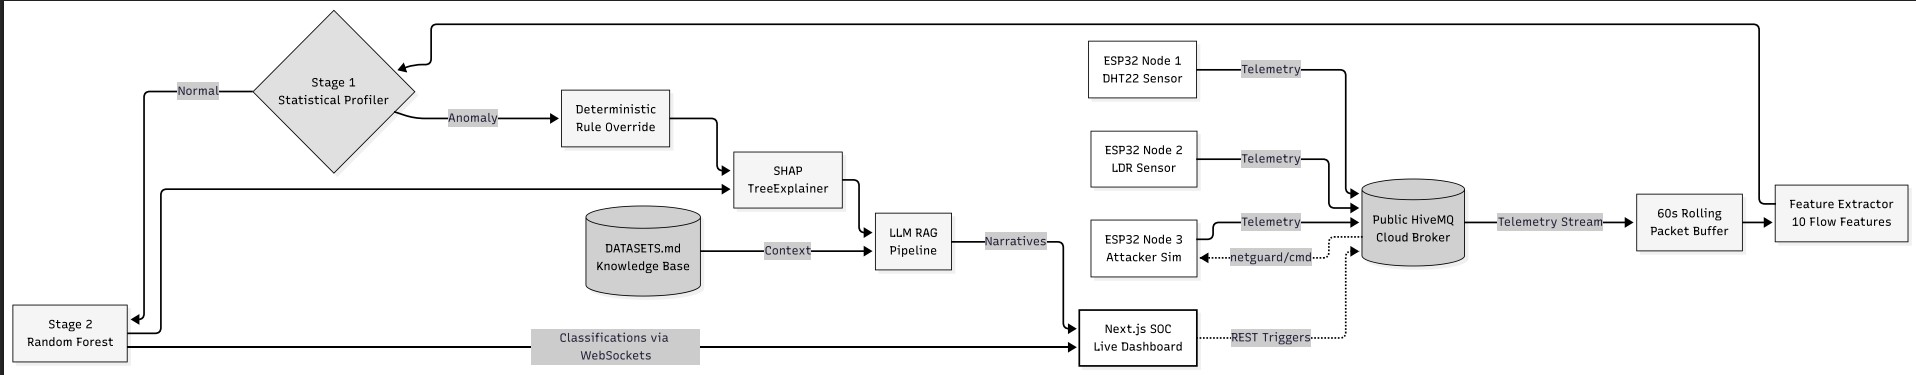 Normal
Stage 1
Statistical Profiler
Anomaly
Deterministic
Rule Override
SHAP
TreeExplainer
DATASETS.md
Knowledge Base
Context
LLM RAG
Pipeline
Narratives
Stage 2
Random Forest
Classifications via
WebSockets
ESP32 Node 1
DHT22 Sensor
Telemetry
ESP32 Node 2
LDR Sensor
Telemetry
ESP32 Node 3
Attacker Sim
Telemetry
netguard/cmd
Next.js SOC
Live Dashboard
REST Triggers
Public HiveMQ
Cloud Broker
Telemetry Stream
60s Rolling
Packet Buffer
Feature Extractor
10 Flow Features